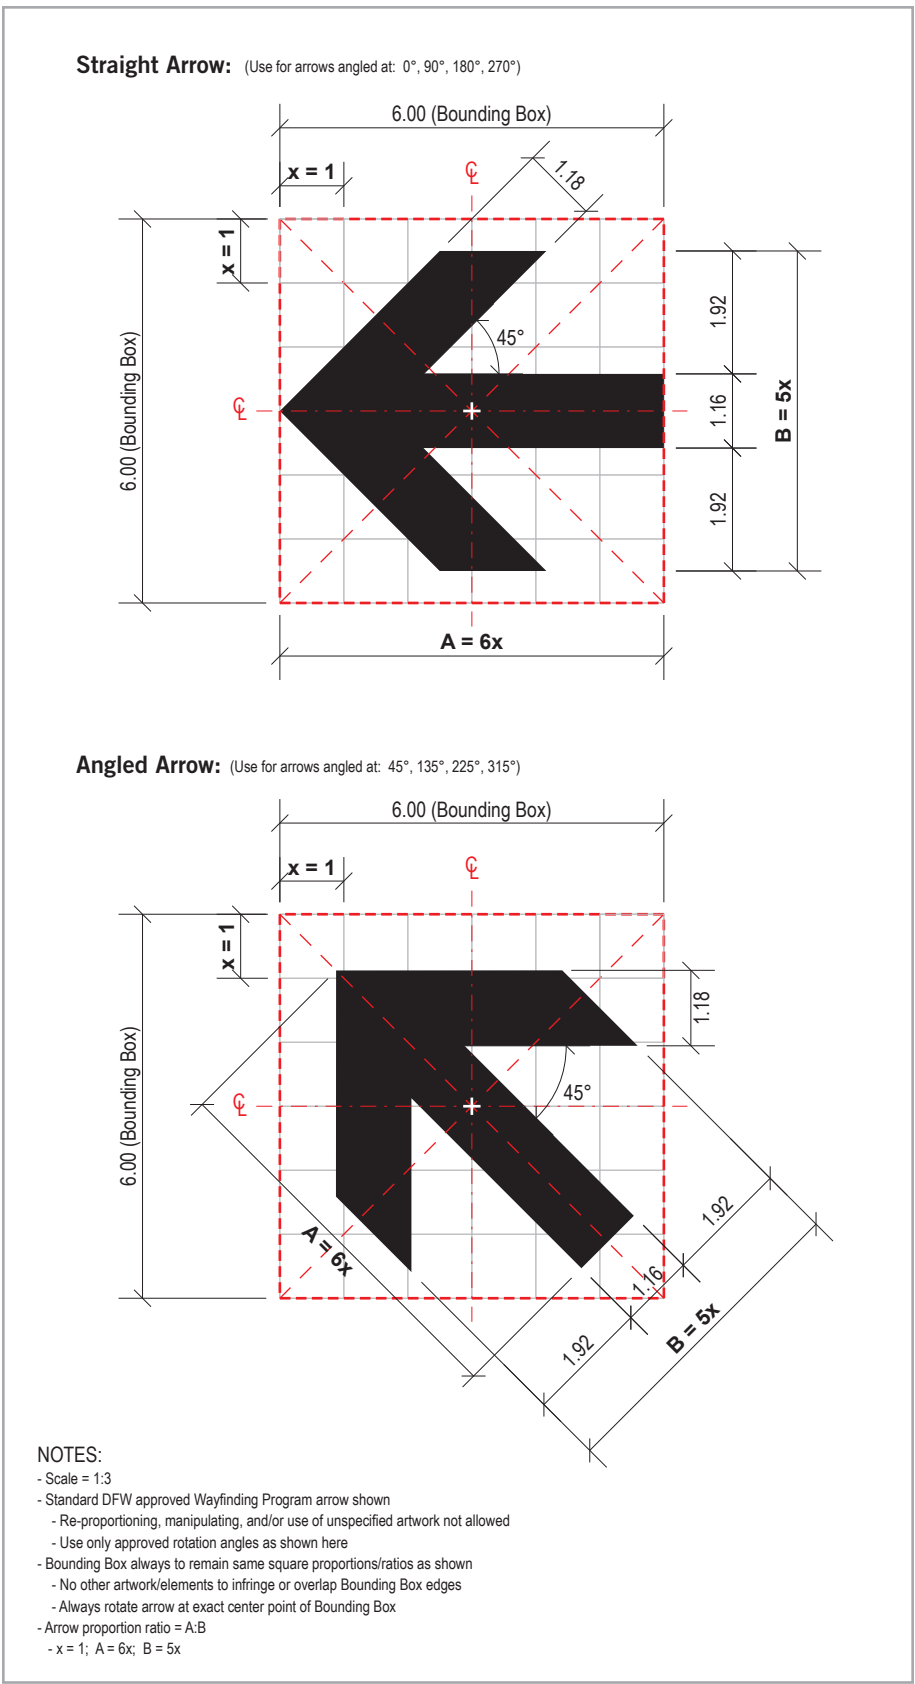 Straight Arrow: (Use for arrows angled at: 0°, 90°, 180°, 270°)
6.00 (Bounding Box)
x = 1
℄
1.18
x = 1
45°
1.92
6.00 (Bounding Box)
℄
1.16
B = 5x
1.92
A = 6x
Angled Arrow: (Use for arrows angled at: 45°, 135°, 225°, 315°)
6.00 (Bounding Box)
x = 1
℄
x = 1
1.18
6.00 (Bounding Box)
℄
45°
1.92
A = 6x
1.16
B = 5x
1.92
NOTES:
- Scale = 1:3
- Standard DFW approved Wayfinding Program arrow shown
- Re-proportioning, manipulating, and/or use of unspecified artwork not allowed
- Use only approved rotation angles as shown here
- Bounding Box always to remain same square proportions/ratios as shown
- No other artwork/elements to infringe or overlap Bounding Box edges
- Always rotate arrow at exact center point of Bounding Box
- Arrow proportion ratio = A:B
- x = 1; A = 6x; B = 5x